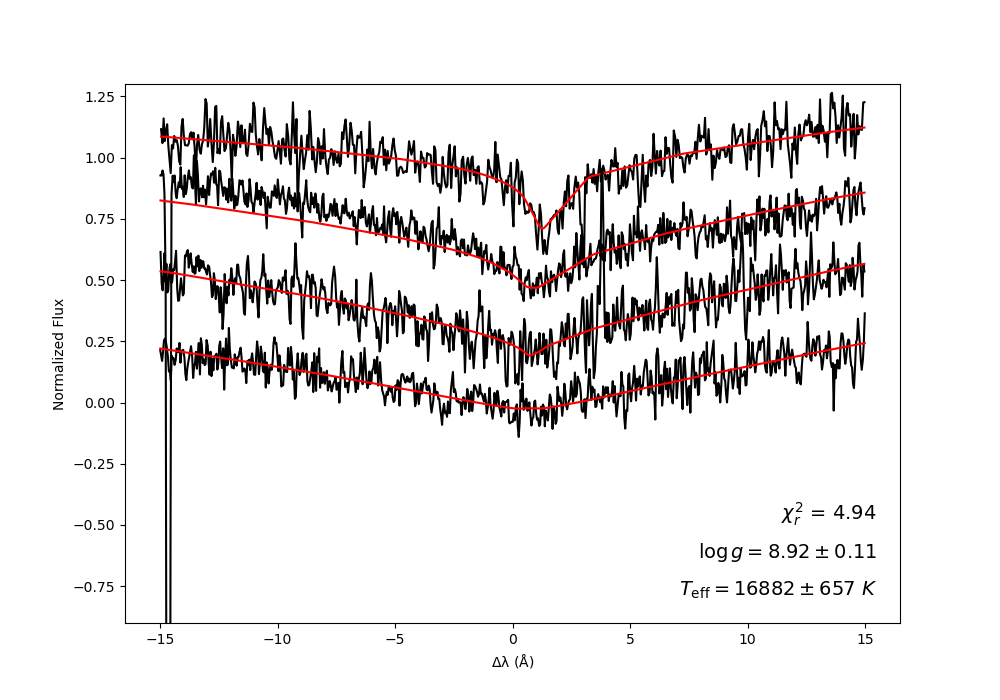 1.25
1.00
0.75
0.50
0.25
0.00
−0.25
−0.50
−0.75
Normalized Flux
χ²ᵣ = 4.94
log g = 8.92 ± 0.11
T_eff = 16882 ± 657 K
−15 −10 −5 0 5 10 15
Δλ (Å)